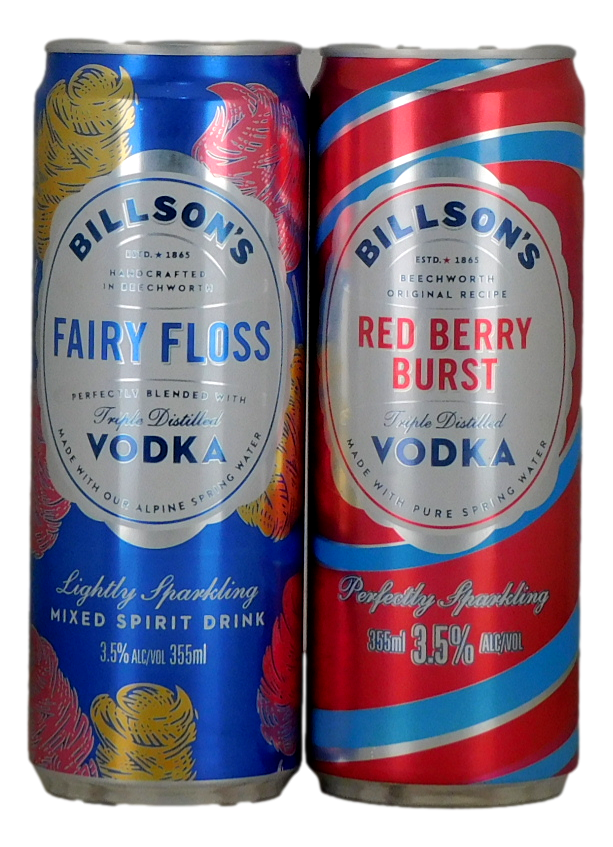 BILLSON'S
ESTD. ★ 1865
HANDCRAFTED
IN BEECHWORTH
FAIRY FLOSS
PERFECTLY BLENDED WITH
Triple Distilled
VODKA
MADE WITH OUR ALPINE SPRING WATER
Lightly Sparkling
MIXED SPIRIT DRINK
3.5% ALC/VOL 355ml
BILLSON'S
ESTD. ★ 1865
BEECHWORTH
ORIGINAL RECIPE
RED BERRY
BURST
Triple Distilled
VODKA
MADE WITH PURE SPRING WATER
Perfectly Sparkling
355ml 3.5% ALC/VOL